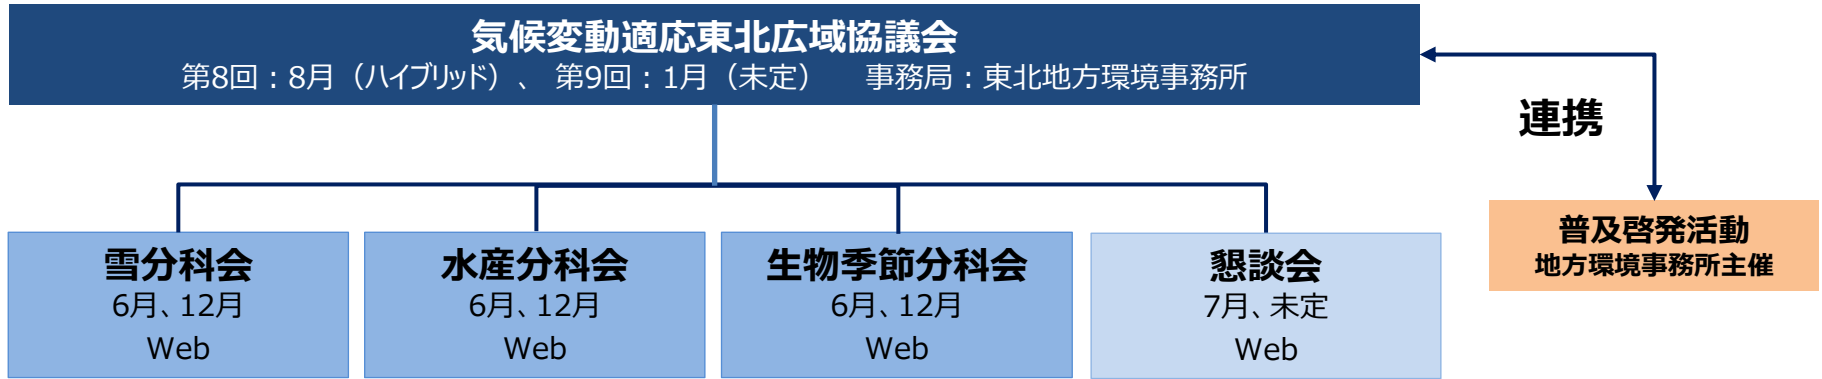 気候変動適応東北広域協議会
第8回：8月（ハイブリッド）、 第9回：1月（未定）　 事務局：東北地方環境事務所
連携
雪分科会
6月、12月
Web
水産分科会
6月、12月
Web
生物季節分科会
6月、12月
Web
懇談会
7月、未定
Web
普及啓発活動
地方環境事務所主催